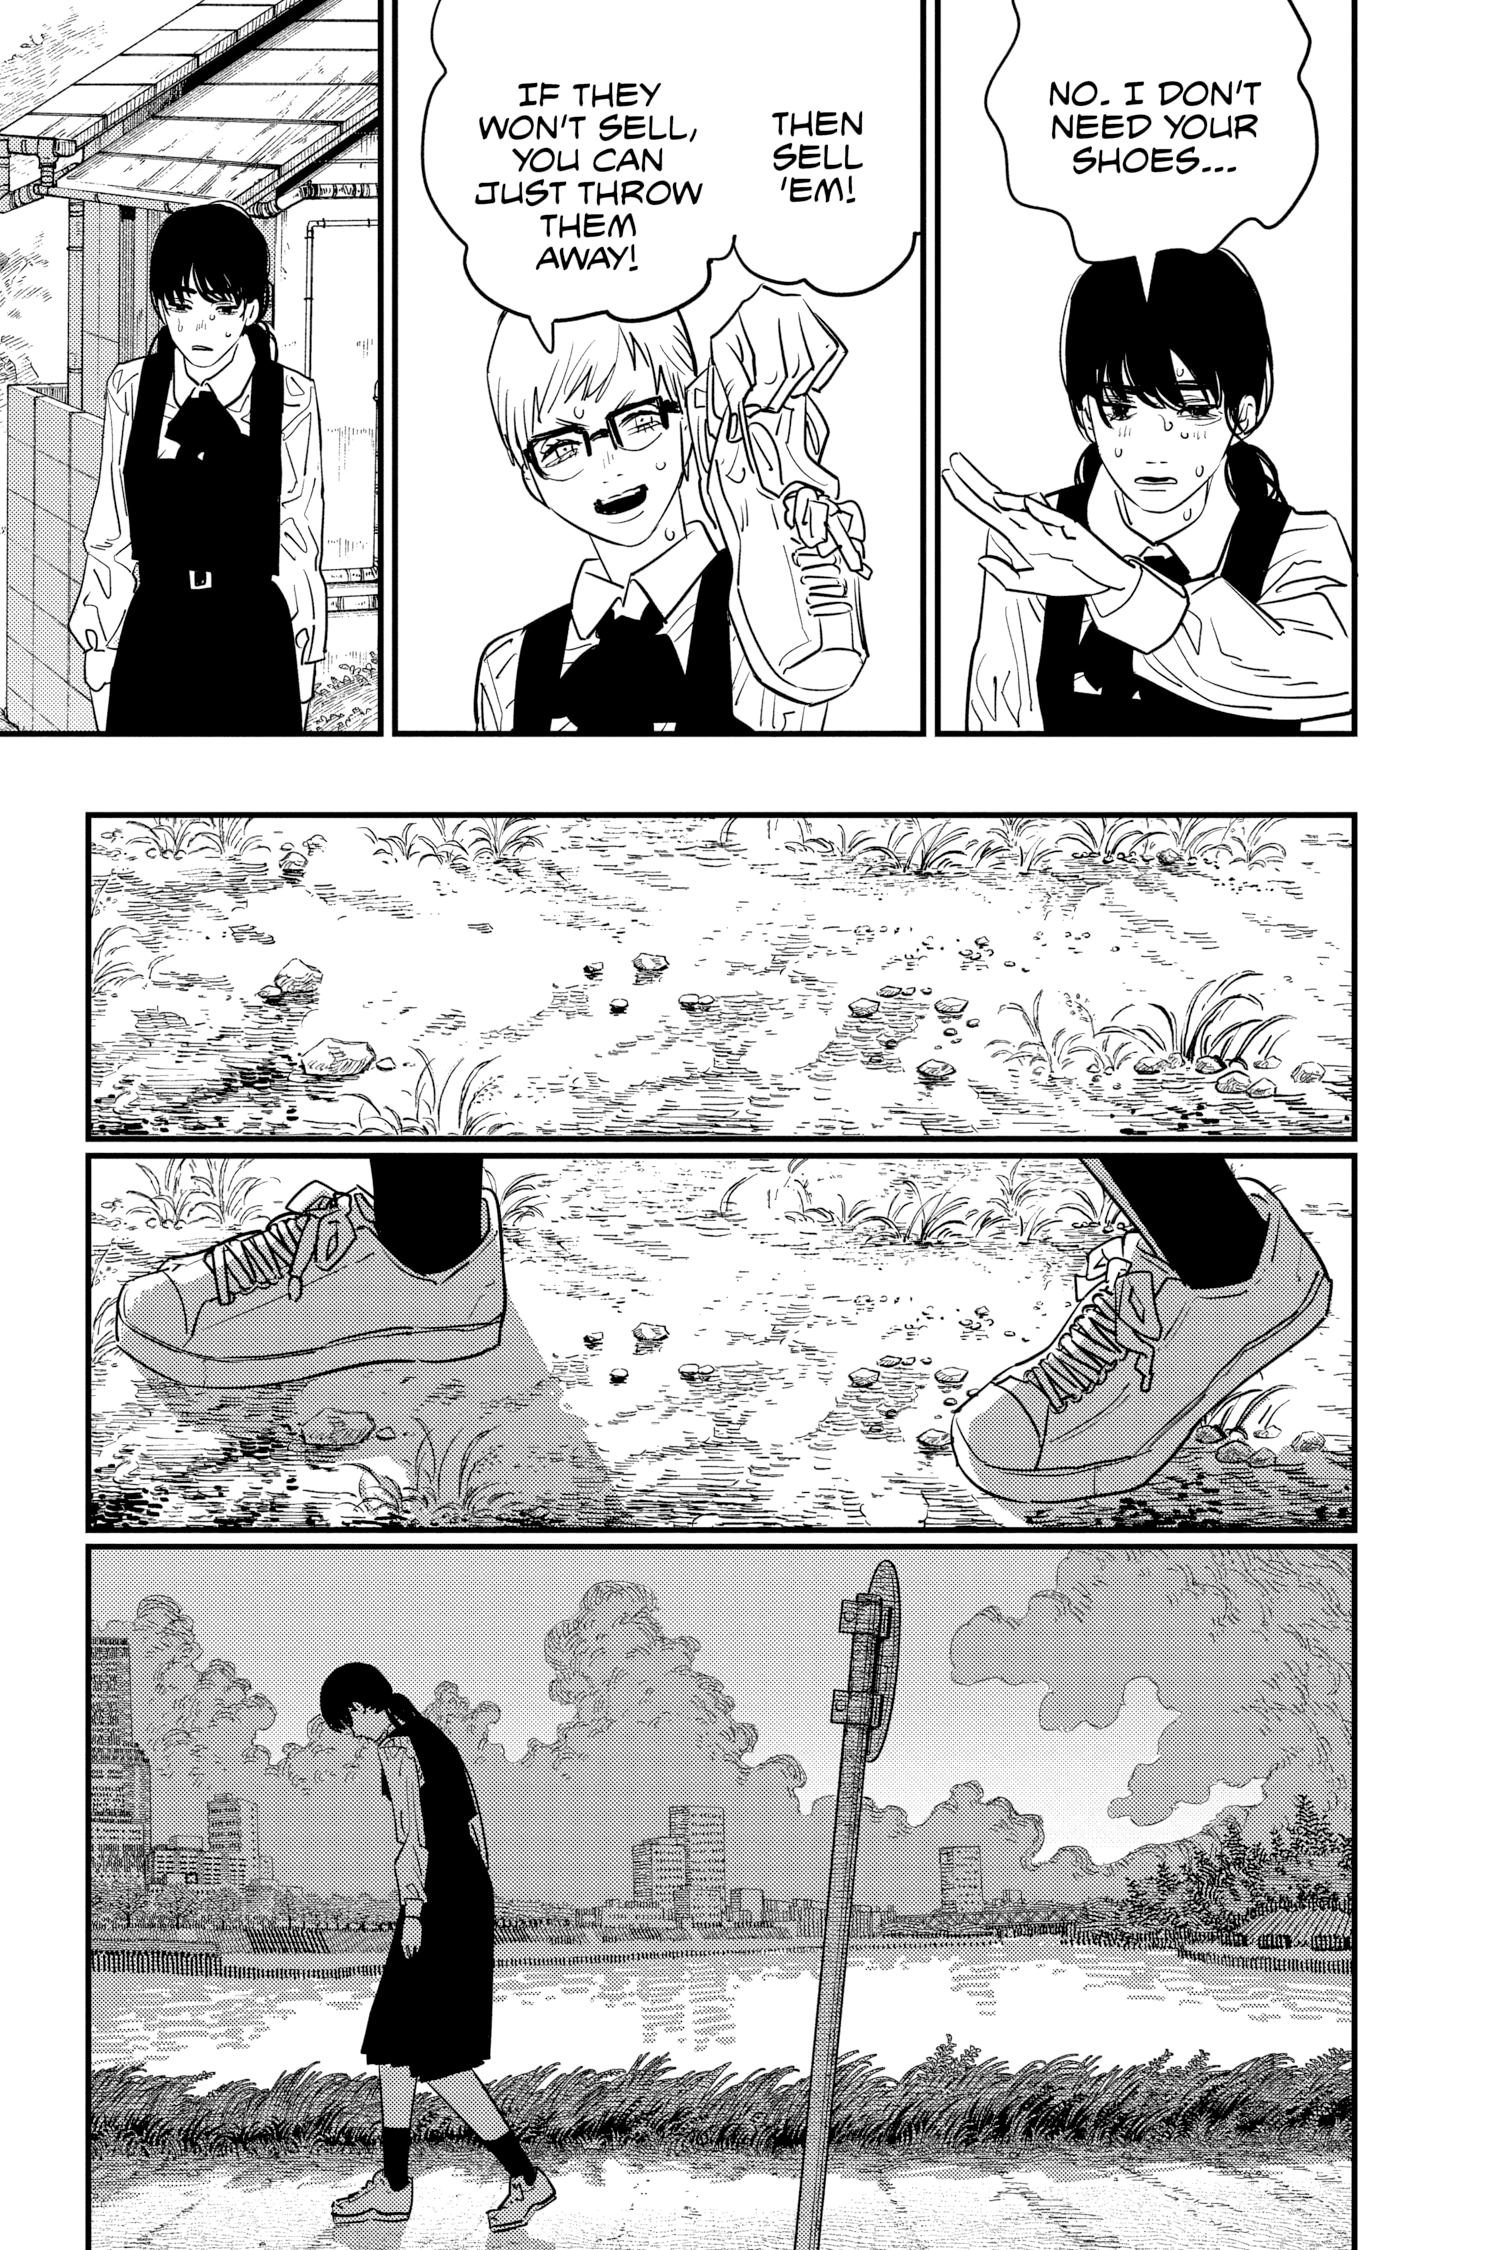 NO. I DON'T
NEED YOUR
SHOES...
THEN
SELL
'EM!
IF THEY
WON'T SELL,
YOU CAN
JUST THROW
THEM
AWAY!